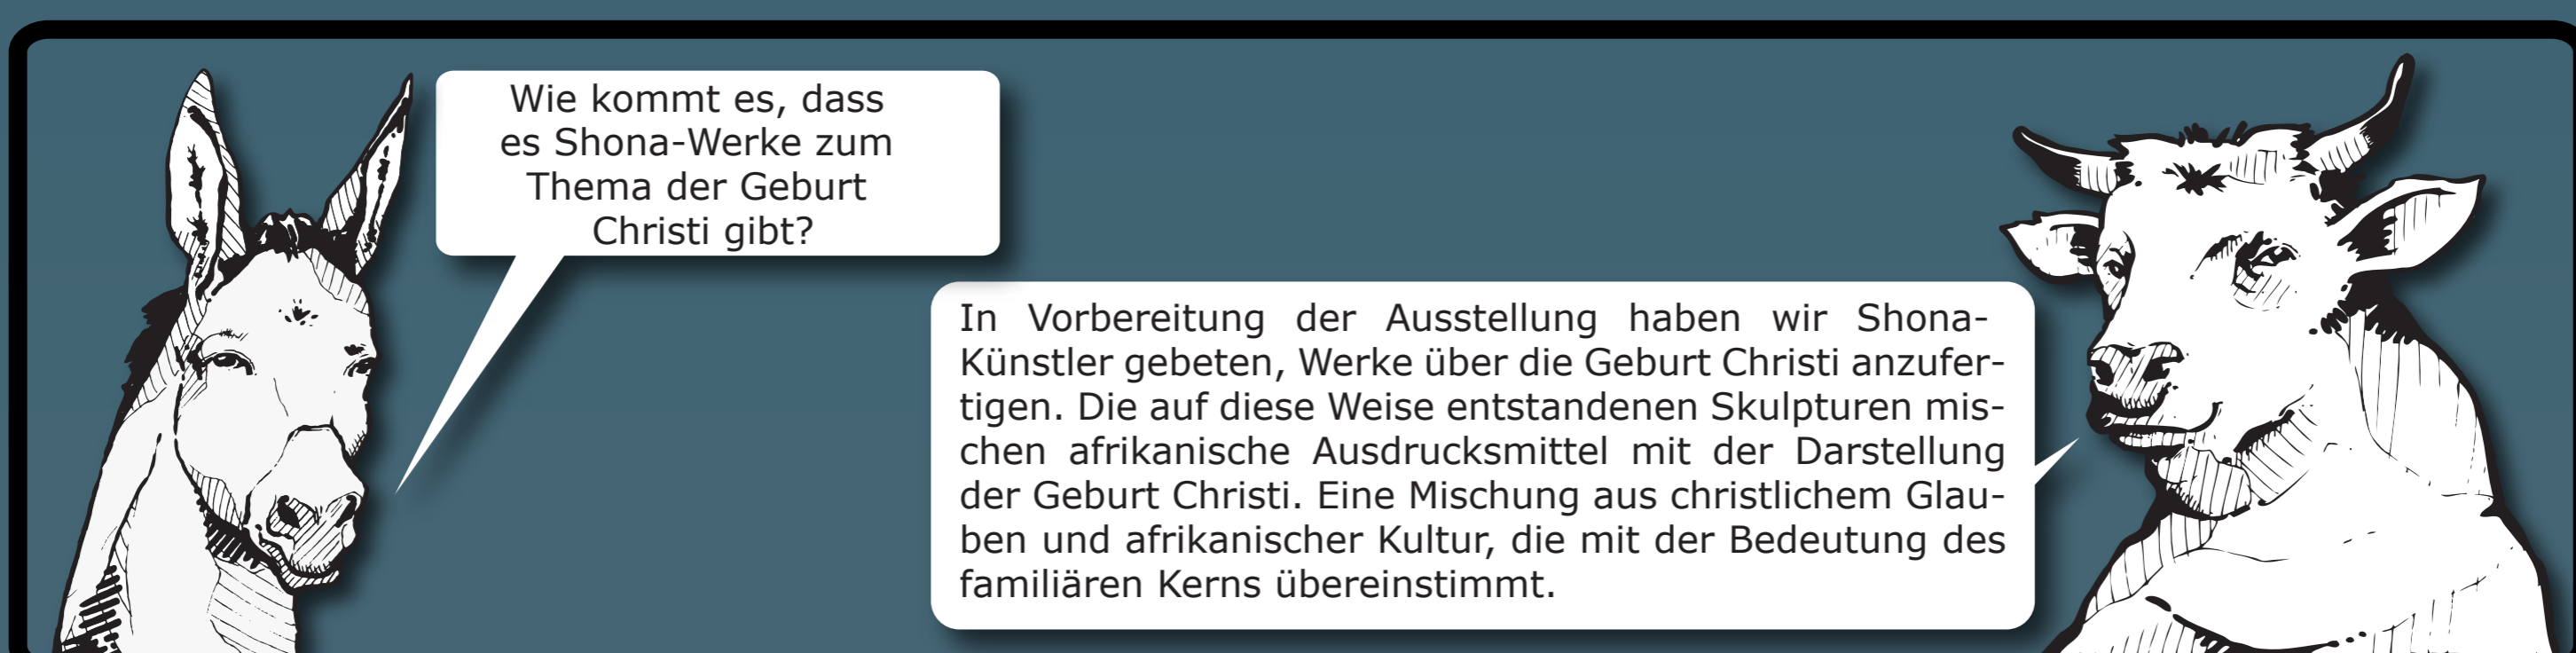 Wie kommt es, dass
es Shona-Werke zum
Thema der Geburt
Christi gibt?
In Vorbereitung der Ausstellung haben wir Shona-
Künstler gebeten, Werke über die Geburt Christi anzufer-
tigen. Die auf diese Weise entstandenen Skulpturen mis-
chen afrikanische Ausdrucksmittel mit der Darstellung
der Geburt Christi. Eine Mischung aus christlichem Glau-
ben und afrikanischer Kultur, die mit der Bedeutung des
familiären Kerns übereinstimmt.